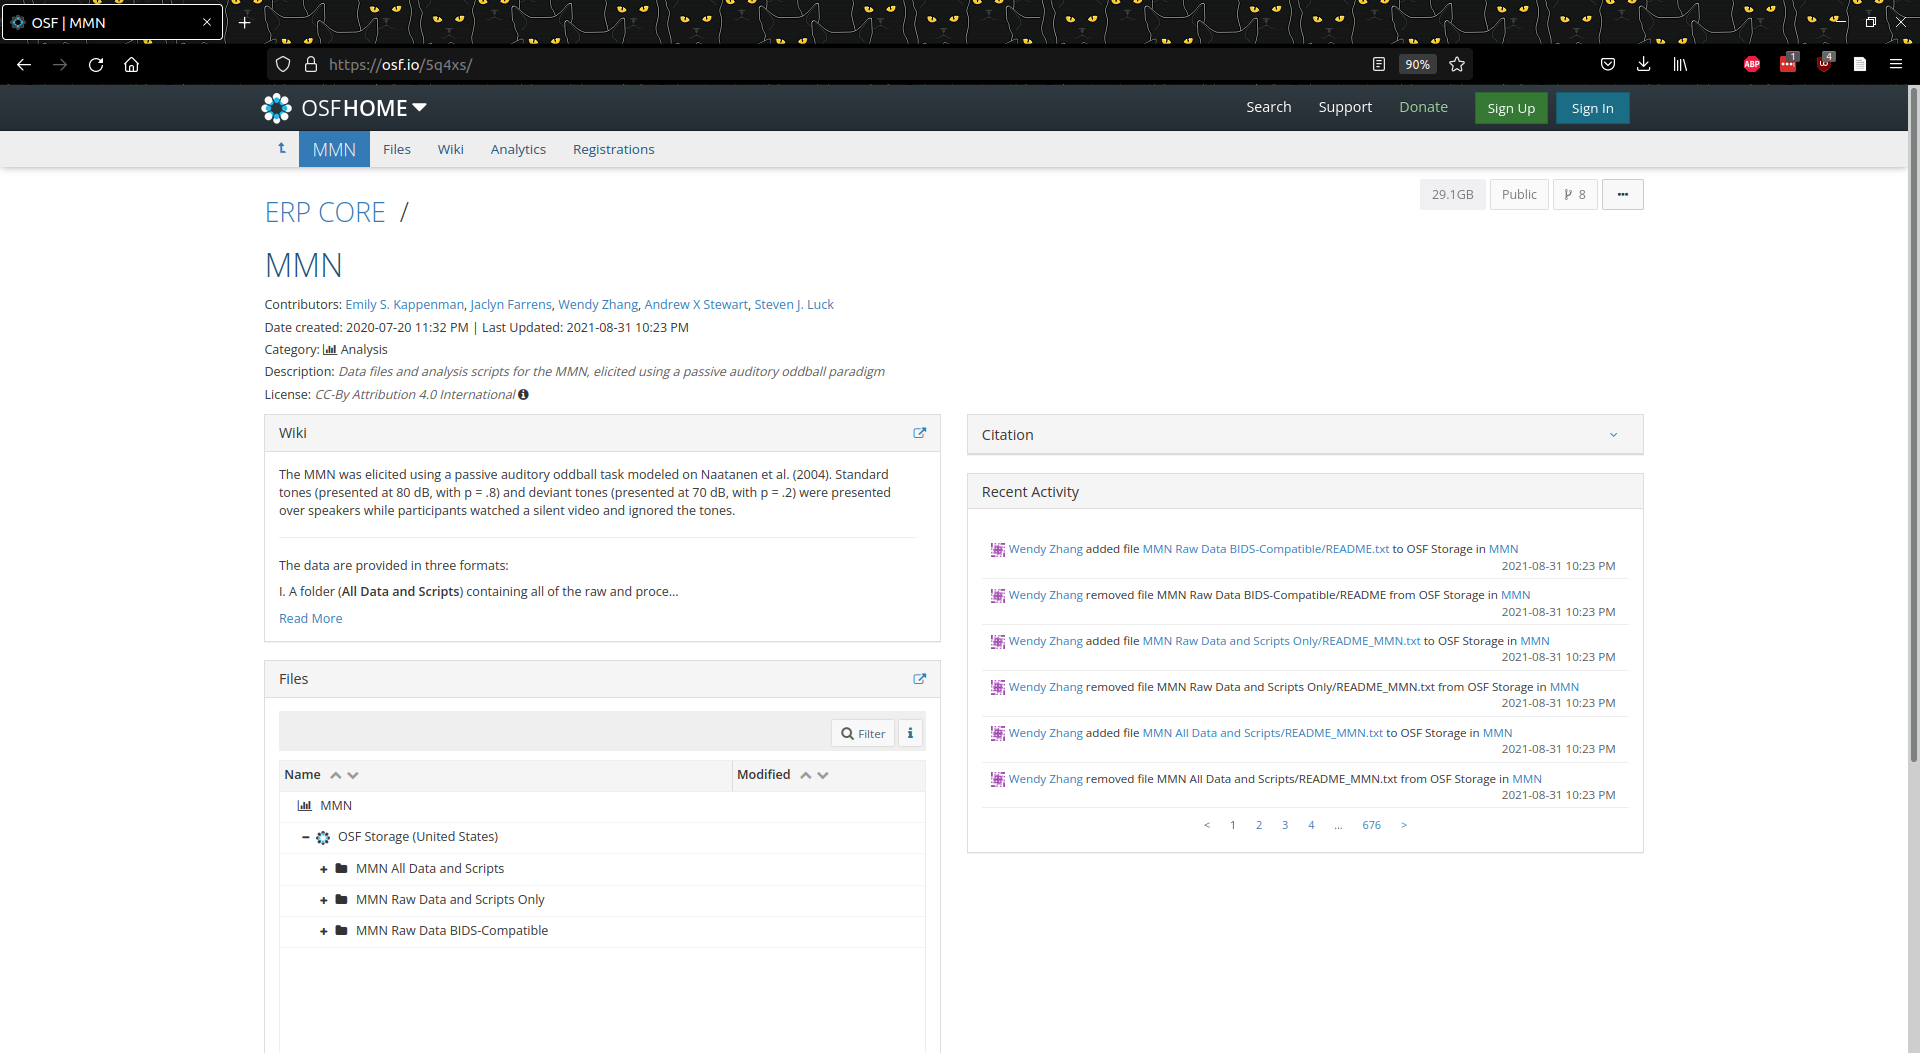 OSF | MMN
https://osf.io/5q4xs/
90%
ABP
1
4
OSFHOME
Search
Support
Donate
Sign Up
Sign In
MMN
Files
Wiki
Analytics
Registrations
29.1GB
Public
8
ERP CORE /
MMN
Contributors: Emily S. Kappenman, Jaclyn Farrens, Wendy Zhang, Andrew X Stewart, Steven J. Luck
Date created: 2020-07-20 11:32 PM | Last Updated: 2021-08-31 10:23 PM
Category: Analysis
Description: Data files and analysis scripts for the MMN, elicited using a passive auditory oddball paradigm
License: CC-By Attribution 4.0 International
Wiki
The MMN was elicited using a passive auditory oddball task modeled on Naatanen et al. (2004). Standard
tones (presented at 80 dB, with p = .8) and deviant tones (presented at 70 dB, with p = .2) were presented
over speakers while participants watched a silent video and ignored the tones.
The data are provided in three formats:
I. A folder (All Data and Scripts) containing all of the raw and proce...
Read More
Files
Filter
Name
Modified
MMN
OSF Storage (United States)
MMN All Data and Scripts
MMN Raw Data and Scripts Only
MMN Raw Data BIDS-Compatible
Citation
Recent Activity
Wendy Zhang added file MMN Raw Data BIDS-Compatible/README.txt to OSF Storage in MMN
2021-08-31 10:23 PM
Wendy Zhang removed file MMN Raw Data BIDS-Compatible/README from OSF Storage in MMN
2021-08-31 10:23 PM
Wendy Zhang added file MMN Raw Data and Scripts Only/README_MMN.txt to OSF Storage in MMN
2021-08-31 10:23 PM
Wendy Zhang removed file MMN Raw Data and Scripts Only/README_MMN.txt from OSF Storage in MMN
2021-08-31 10:23 PM
Wendy Zhang added file MMN All Data and Scripts/README_MMN.txt to OSF Storage in MMN
2021-08-31 10:23 PM
Wendy Zhang removed file MMN All Data and Scripts/README_MMN.txt from OSF Storage in MMN
2021-08-31 10:23 PM
< 1 2 3 4 ... 676 >